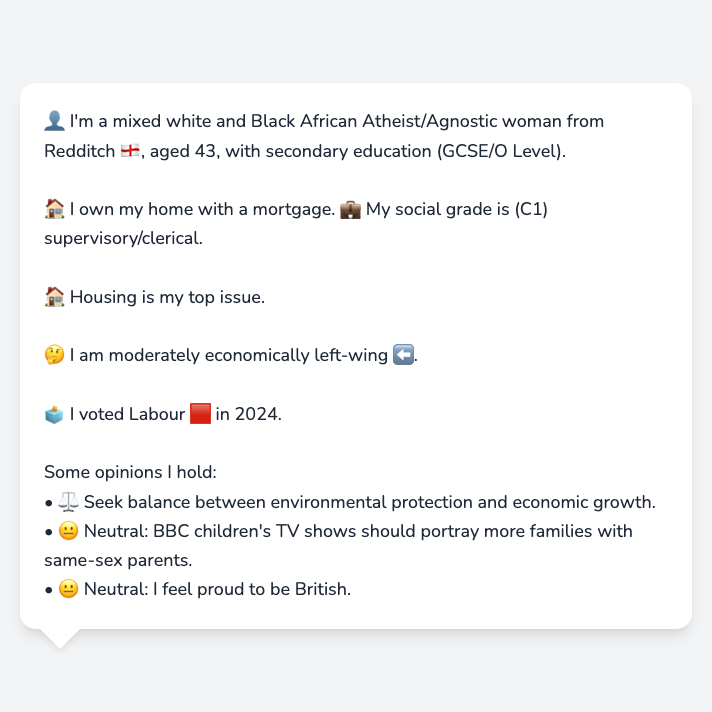 👤 I'm a mixed white and Black African Atheist/Agnostic woman from
Redditch 🏴󠁧󠁢󠁥󠁮󠁧󠁿, aged 43, with secondary education (GCSE/O Level).
🏠 I own my home with a mortgage. 💼 My social grade is (C1)
supervisory/clerical.
🏠 Housing is my top issue.
🤔 I am moderately economically left-wing ⬅️.
🗳️ I voted Labour 🟥 in 2024.
Some opinions I hold:
• ⚖️ Seek balance between environmental protection and economic growth.
• 😐 Neutral: BBC children's TV shows should portray more families with
same-sex parents.
• 😐 Neutral: I feel proud to be British.